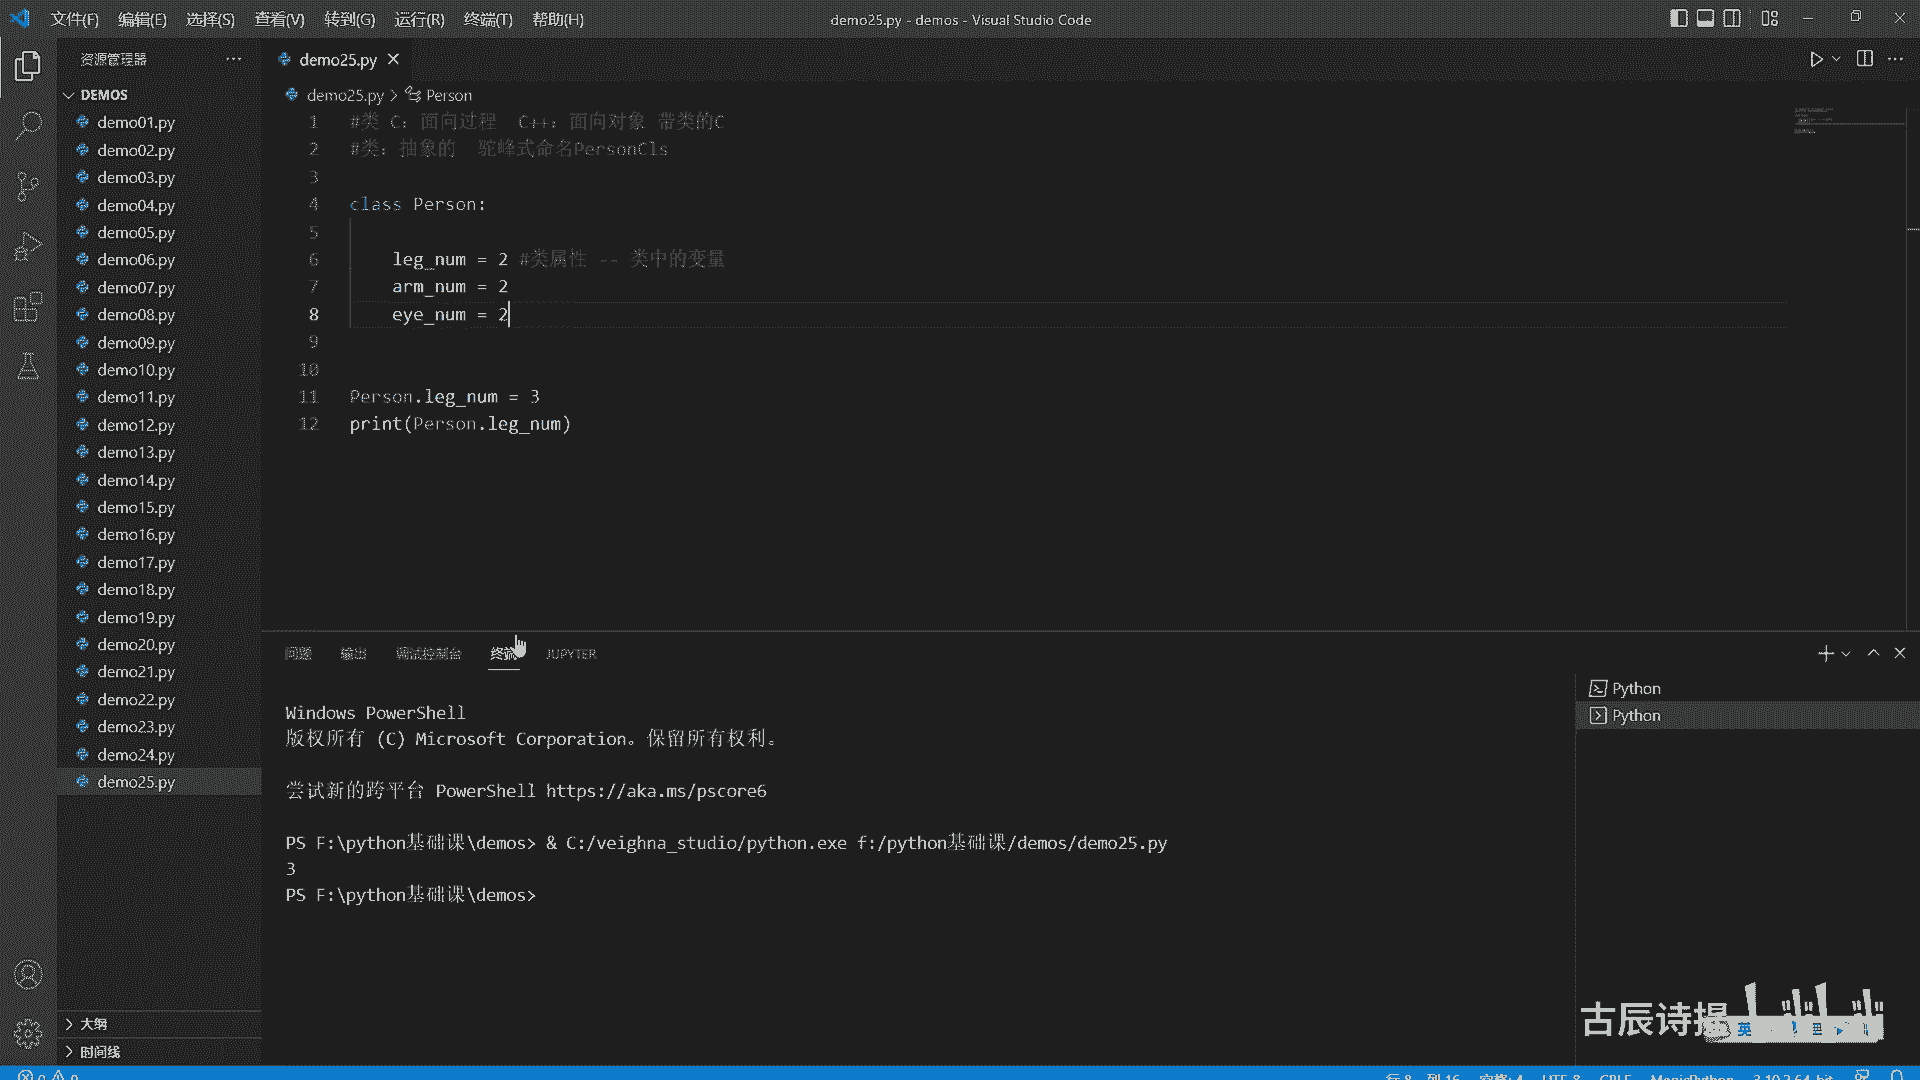 文件(F) 编辑(E) 选择(S) 查看(V) 转到(G) 运行(R) 终端(T) 帮助(H)
demo25.py - demos - Visual Studio Code
资源管理器
demo25.py
DEMOS
demo25.py > Person
demo01.py
demo02.py
demo03.py
demo04.py
demo05.py
demo06.py
demo07.py
demo08.py
demo09.py
demo10.py
demo11.py
demo12.py
demo13.py
demo14.py
demo15.py
demo16.py
demo17.py
demo18.py
demo19.py
demo20.py
demo21.py
demo22.py
demo23.py
demo24.py
demo25.py
大纲
时间线
1 #类 C：面向过程 C++：面向对象 带类的C
2 #类：抽象的 驼峰式命名PersonCls
3
4 class Person:
5
6 leg_num = 2 #类属性 -- 类中的变量
7 arm_num = 2
8 eye_num = 2
9
10
11 Person.leg_num = 3
12 print(Person.leg_num)
问题 输出 调试控制台 终端 JUPYTER
Windows PowerShell
版权所有 (C) Microsoft Corporation。保留所有权利。
尝试新的跨平台 PowerShell https://aka.ms/pscore6
PS F:\python基础课\demos> & C:/veighna_studio/python.exe f:/python基础课/demos/demo25.py
3
PS F:\python基础课\demos>
Python
Python
古辰诗提
英
行 8, 列 16 空格: 4 UTF-8 CRLF MagicPython 3.10.2 64-bit